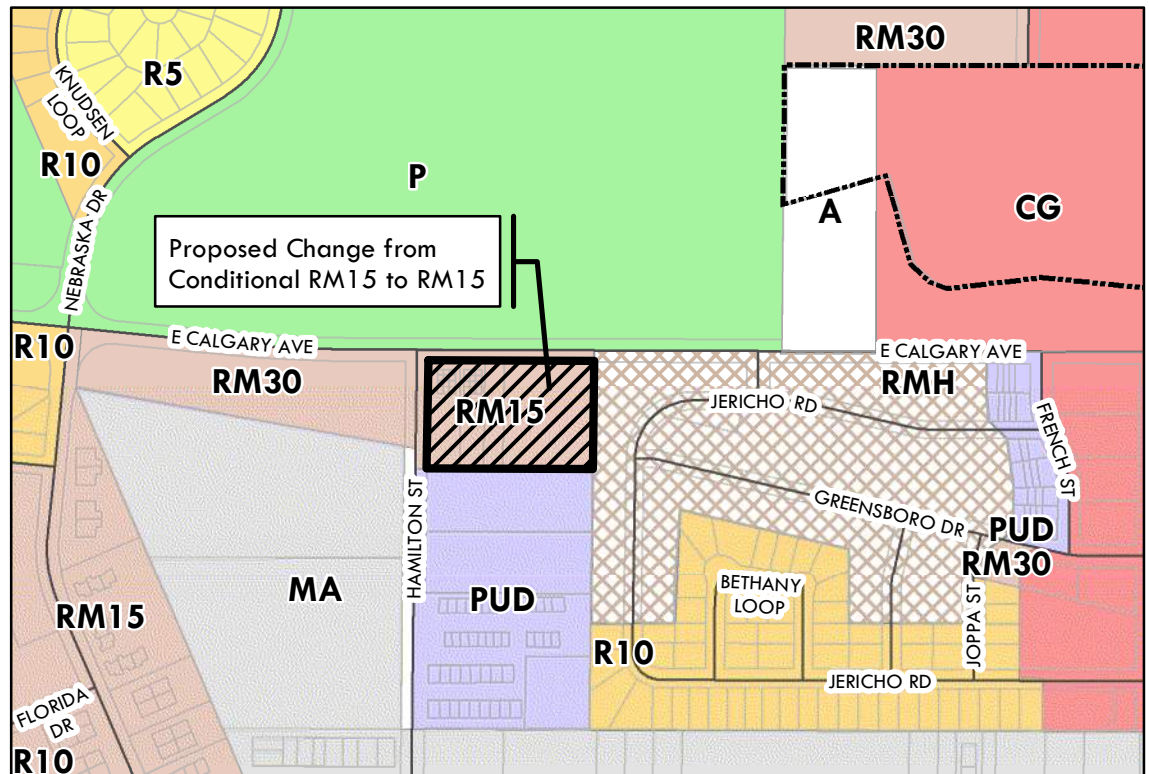 RM30
R5
KNUDSEN
LOOP
R10
P
A
CG
NEBRASKA DR
Proposed Change from
Conditional RM15 to RM15
R10
E CALGARY AVE
E CALGARY AVE
RM30
RMH
RM15
JERICHO RD
FRENCH ST
HAMILTON ST
GREENSBORO DR
PUD
RM30
MA
PUD
BETHANY
LOOP
JOPPA ST
RM15
R10
JERICHO RD
FLORIDA
DR
R10